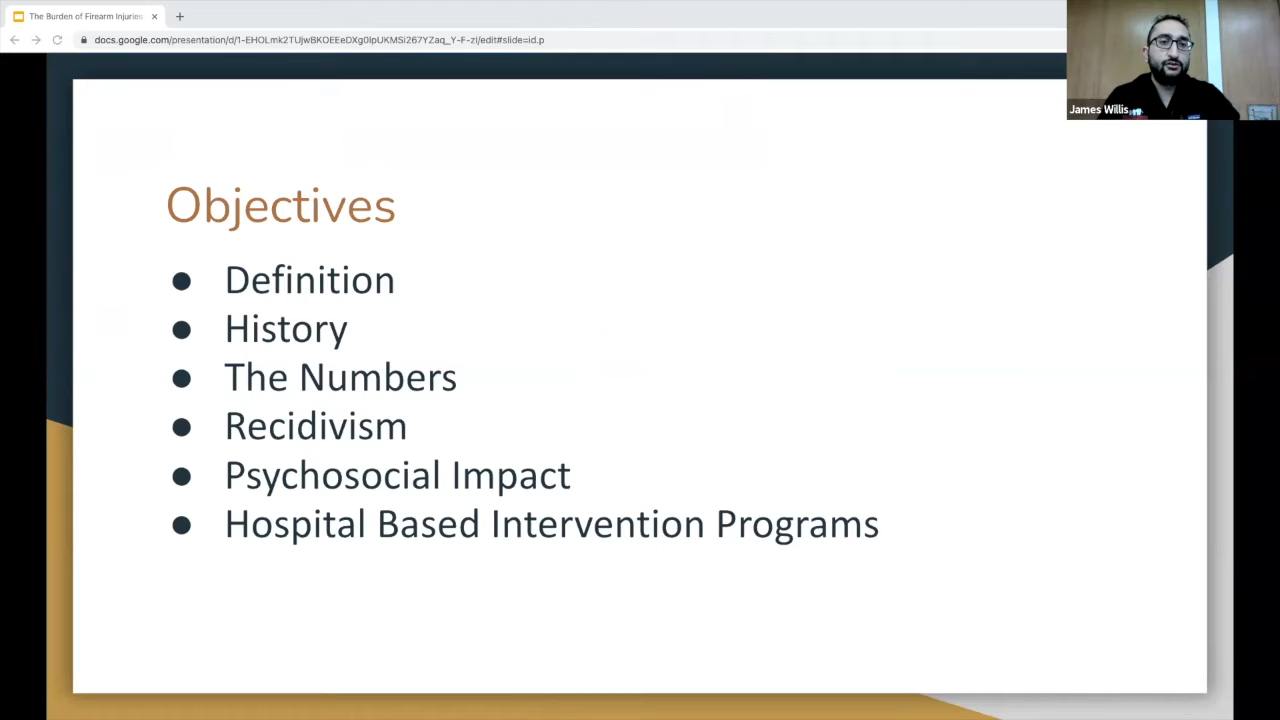 The Burden of Firearm Injuries
docs.google.com/presentation/d/1-EHOLmk2TUjwBKOEEeDXg0lpUKMSi267YZaq_Y-F-zI/edit#slide=id.p
James Willis
Objectives
● Definition
● History
● The Numbers
● Recidivism
● Psychosocial Impact
● Hospital Based Intervention Programs